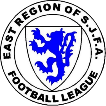 EAST REGION OF S.J.F.A.
FOOTBALL LEAGUE